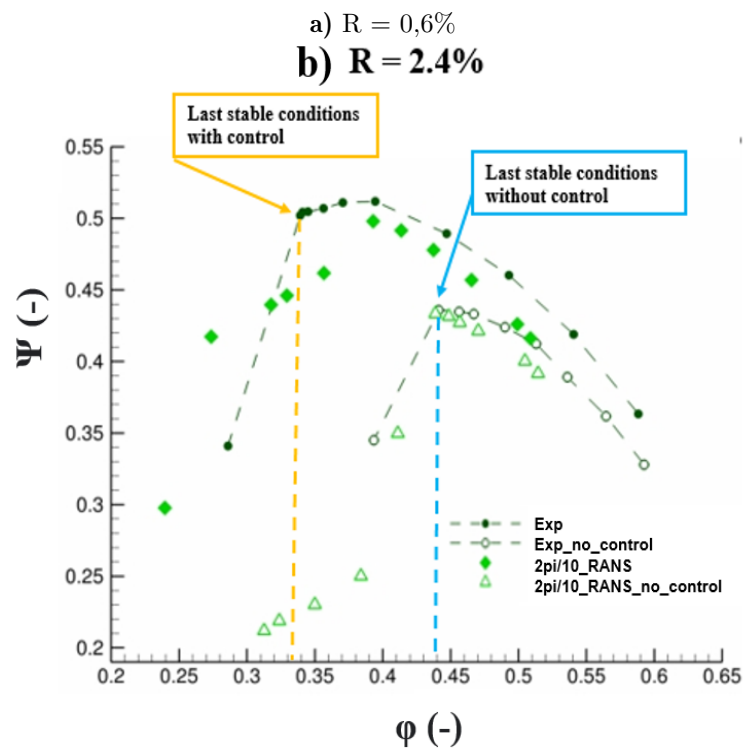 a) R = 0,6%
b) R = 2.4%
Last stable conditions
with control
Last stable conditions
without control
0.55
0.5
0.45
0.4
0.35
0.3
0.25
0.2
Ψ (-)
Exp
Exp_no_control
2pi/10_RANS
2pi/10_RANS_no_control
0.2 0.25 0.3 0.35 0.4 0.45 0.5 0.55 0.6 0.65
φ (-)